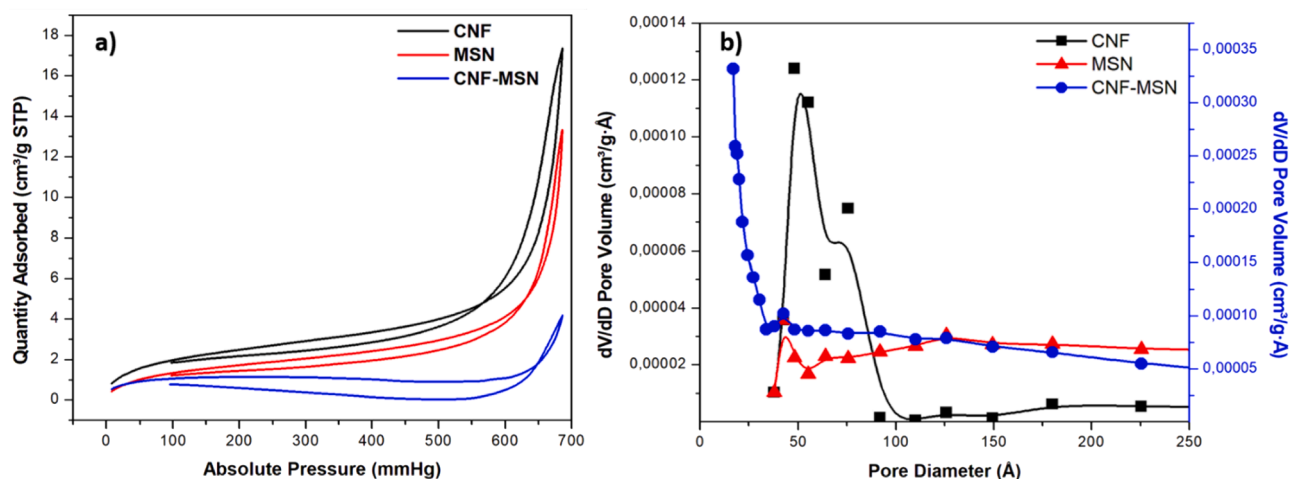 a)
CNF
MSN
CNF-MSN
18
16
14
12
10
8
6
4
2
0
Quantity Adsorbed (cm³/g STP)
0
100
200
300
400
500
600
700
Absolute Pressure (mmHg)
b)
CNF
MSN
CNF-MSN
0,00014
0,00012
0,00010
0,00008
0,00006
0,00004
0,00002
dV/dD Pore Volume (cm³/g·Å)
0,00035
0,00030
0,00025
0,00020
0,00015
0,00010
0,00005
dV/dD Pore Volume (cm³/g·Å)
0
50
100
150
200
250
Pore Diameter (Å)